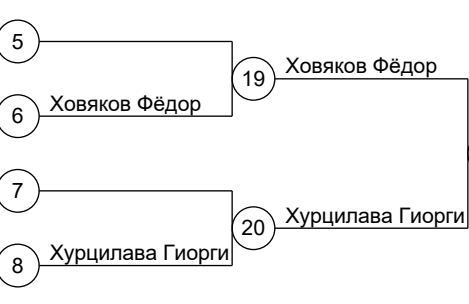 5
19 Ховяков Фёдор
6 Ховяков Фёдор
7
20 Хурцилава Гиорги
8 Хурцилава Гиорги